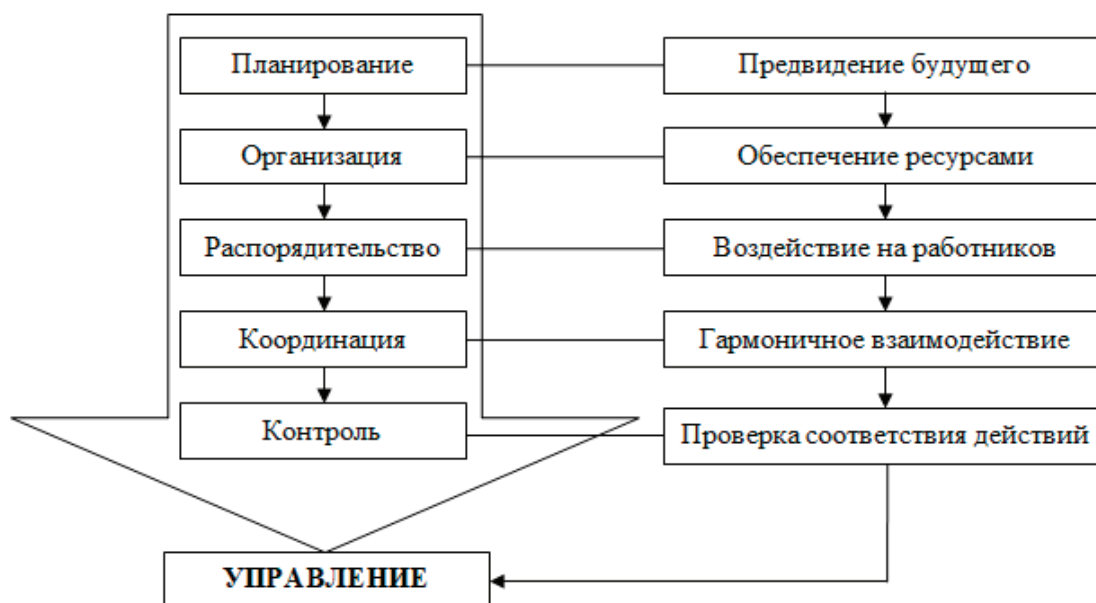 Планирование
Предвидение будущего
Организация
Обеспечение ресурсами
Распорядительство
Воздействие на работников
Координация
Гармоничное взаимодействие
Контроль
Проверка соответствия действий
УПРАВЛЕНИЕ